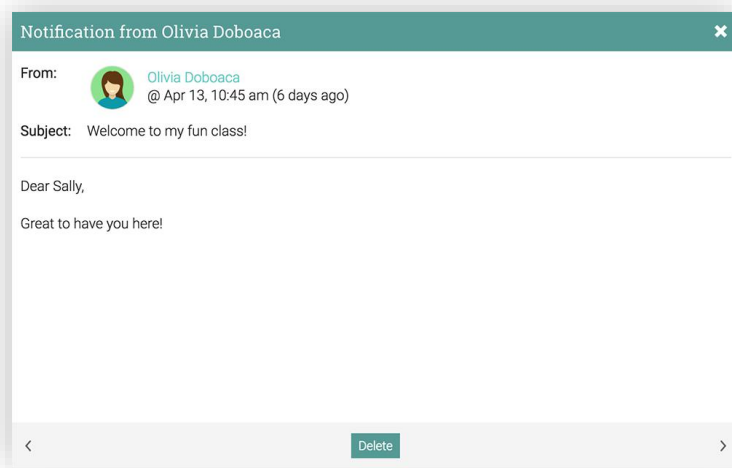 Notification from Olivia Doboaca
From:
Olivia Doboaca
@ Apr 13, 10:45 am (6 days ago)
Subject: Welcome to my fun class!
Dear Sally,
Great to have you here!
Delete